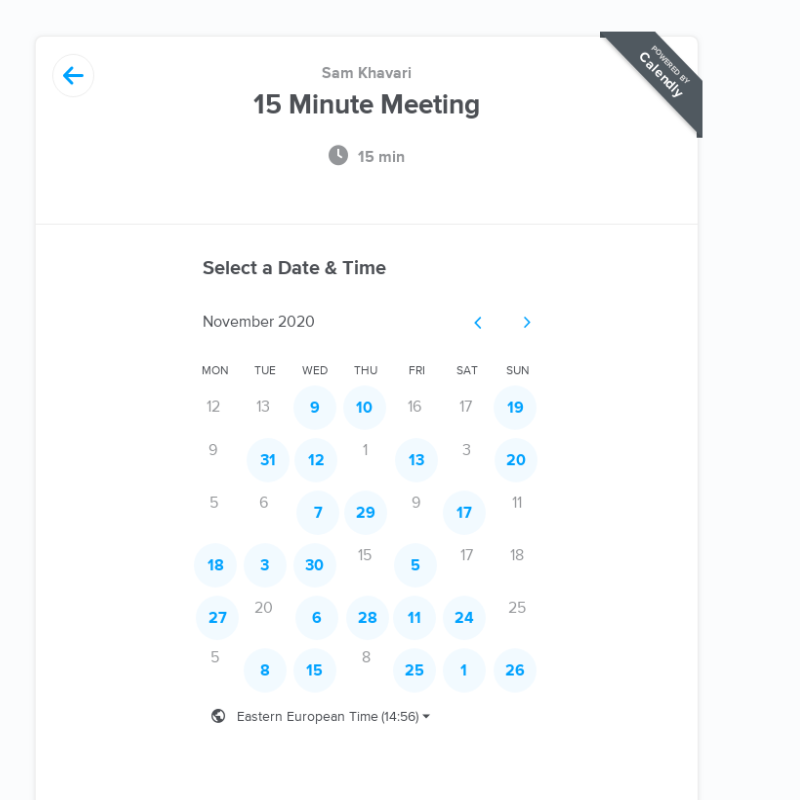 Sam Khavari
POWERED BY
Calendly
15 Minute Meeting
15 min
Select a Date & Time
November 2020
MON TUE WED THU FRI SAT SUN
12 13 9 10 16 17 19
9 31 12 1 13 3 20
5 6 7 29 9 17 11
18 3 30 15 5 17 18
27 20 6 28 11 24 25
5 8 15 8 25 1 26
Eastern European Time (14:56)